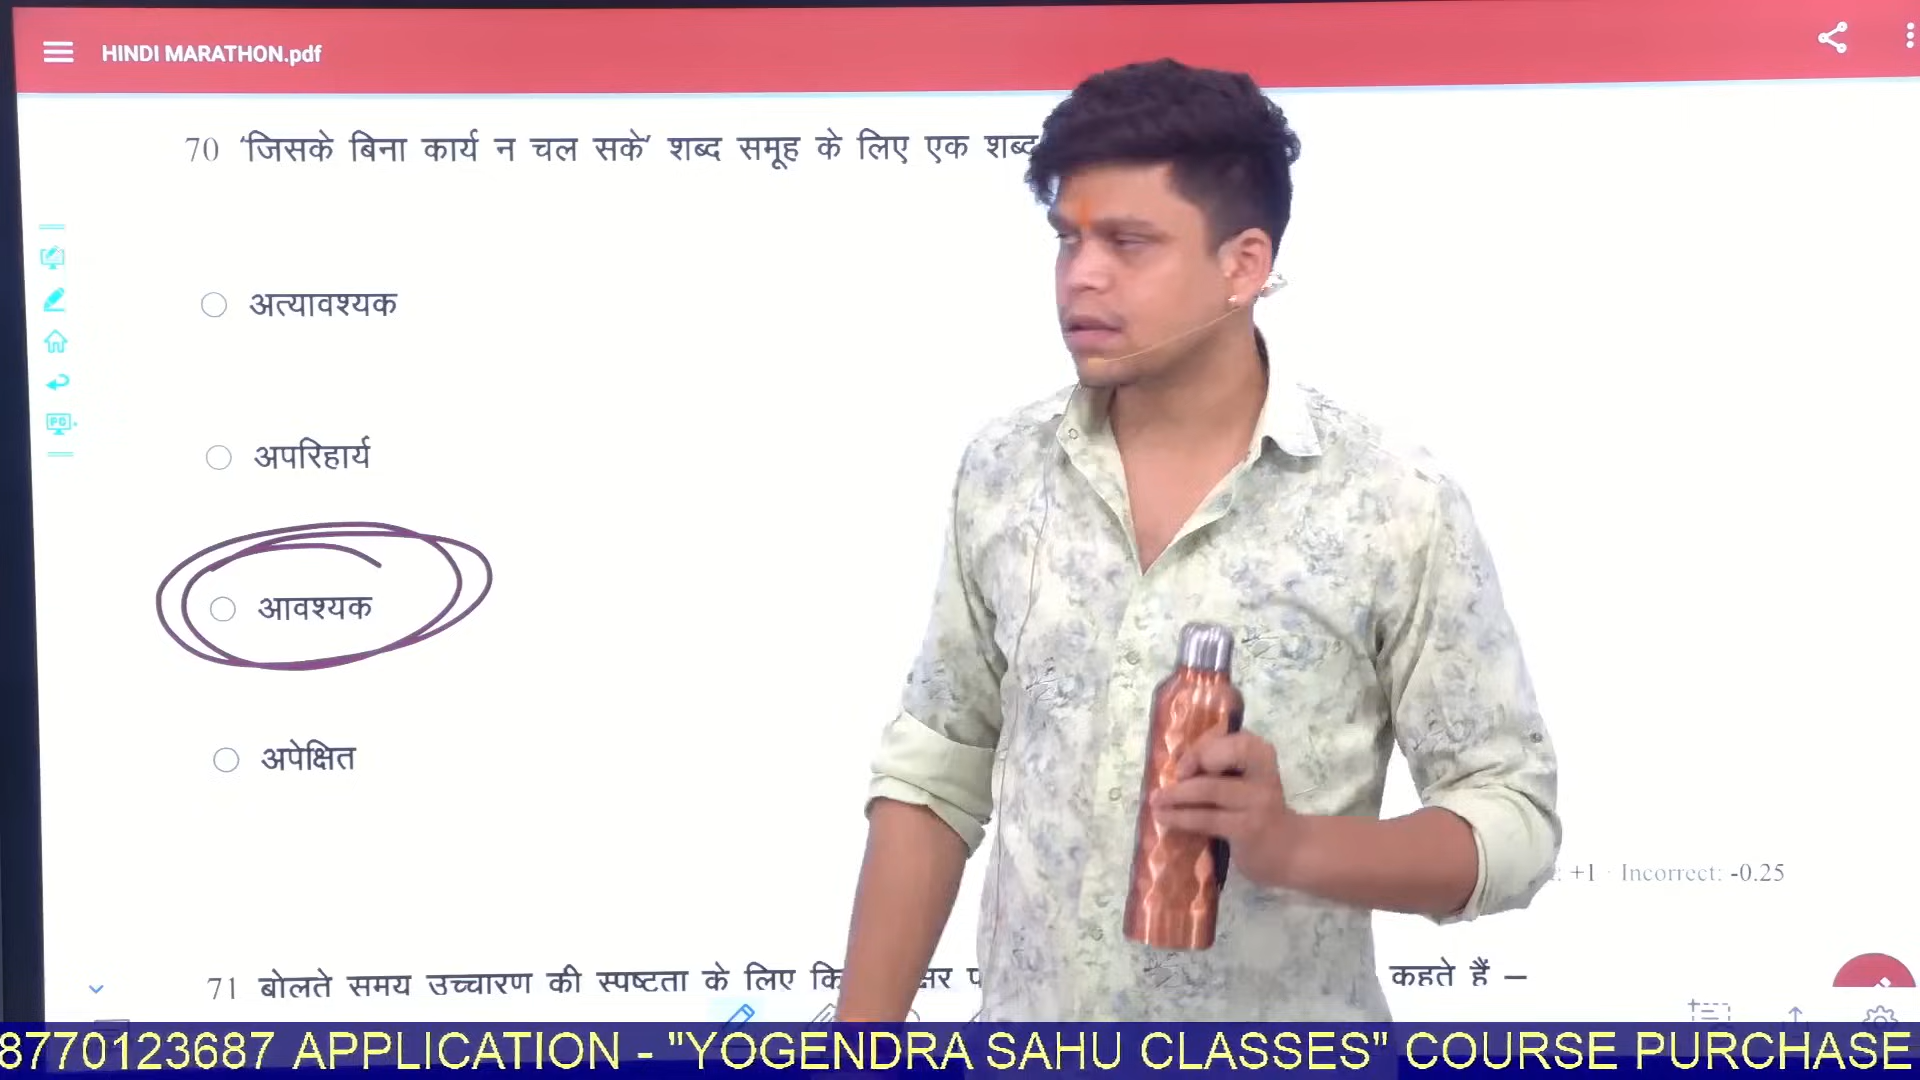 HINDI MARATHON.pdf
70 'जिसके बिना कार्य न चल सके' शब्द समूह के लिए एक शब्द
अत्यावश्यक
अपरिहार्य
आवश्यक
अपेक्षित
+1 · Incorrect: -0.25
71 बोलते समय उच्चारण की स्पष्टता के लिए कहते हैं –
8770123687 APPLICATION - "YOGENDRA SAHU CLASSES" COURSE PURCHASE